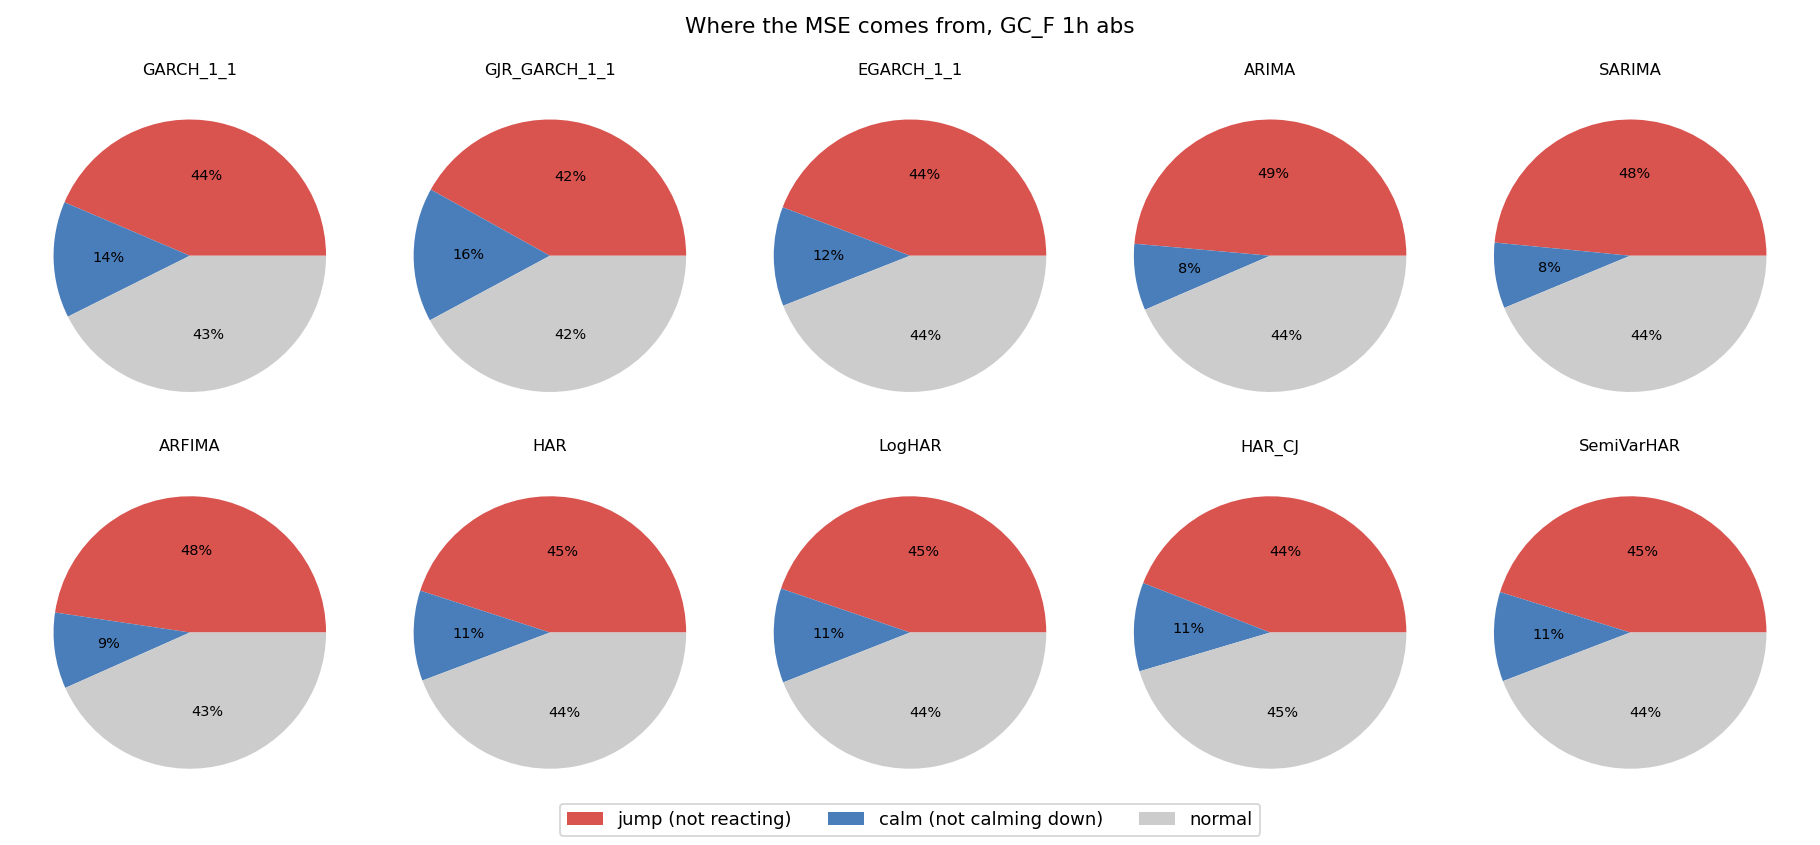 Where the MSE comes from, GC_F 1h abs
GARCH_1_1
GJR_GARCH_1_1
EGARCH_1_1
ARIMA
SARIMA
44%
14%
43%
42%
16%
42%
44%
12%
44%
49%
8%
44%
48%
8%
44%
ARFIMA
HAR
LogHAR
HAR_CJ
SemiVarHAR
48%
9%
43%
45%
11%
44%
45%
11%
44%
44%
11%
45%
45%
11%
44%
jump (not reacting)
calm (not calming down)
normal